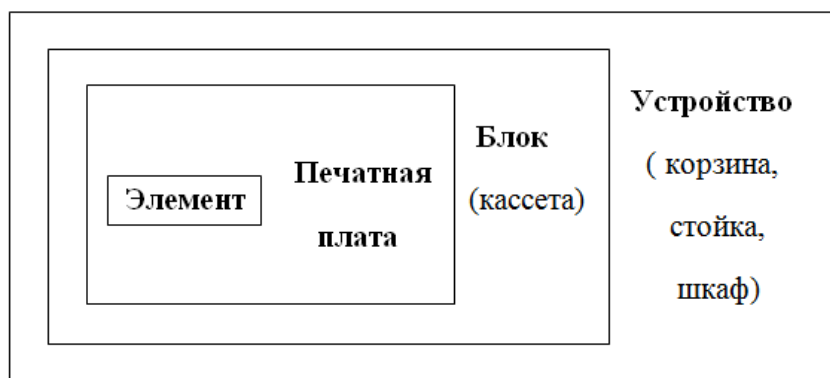 Элемент
Печатная
плата
Блок
(кассета)
Устройство
( корзина,
стойка,
шкаф)